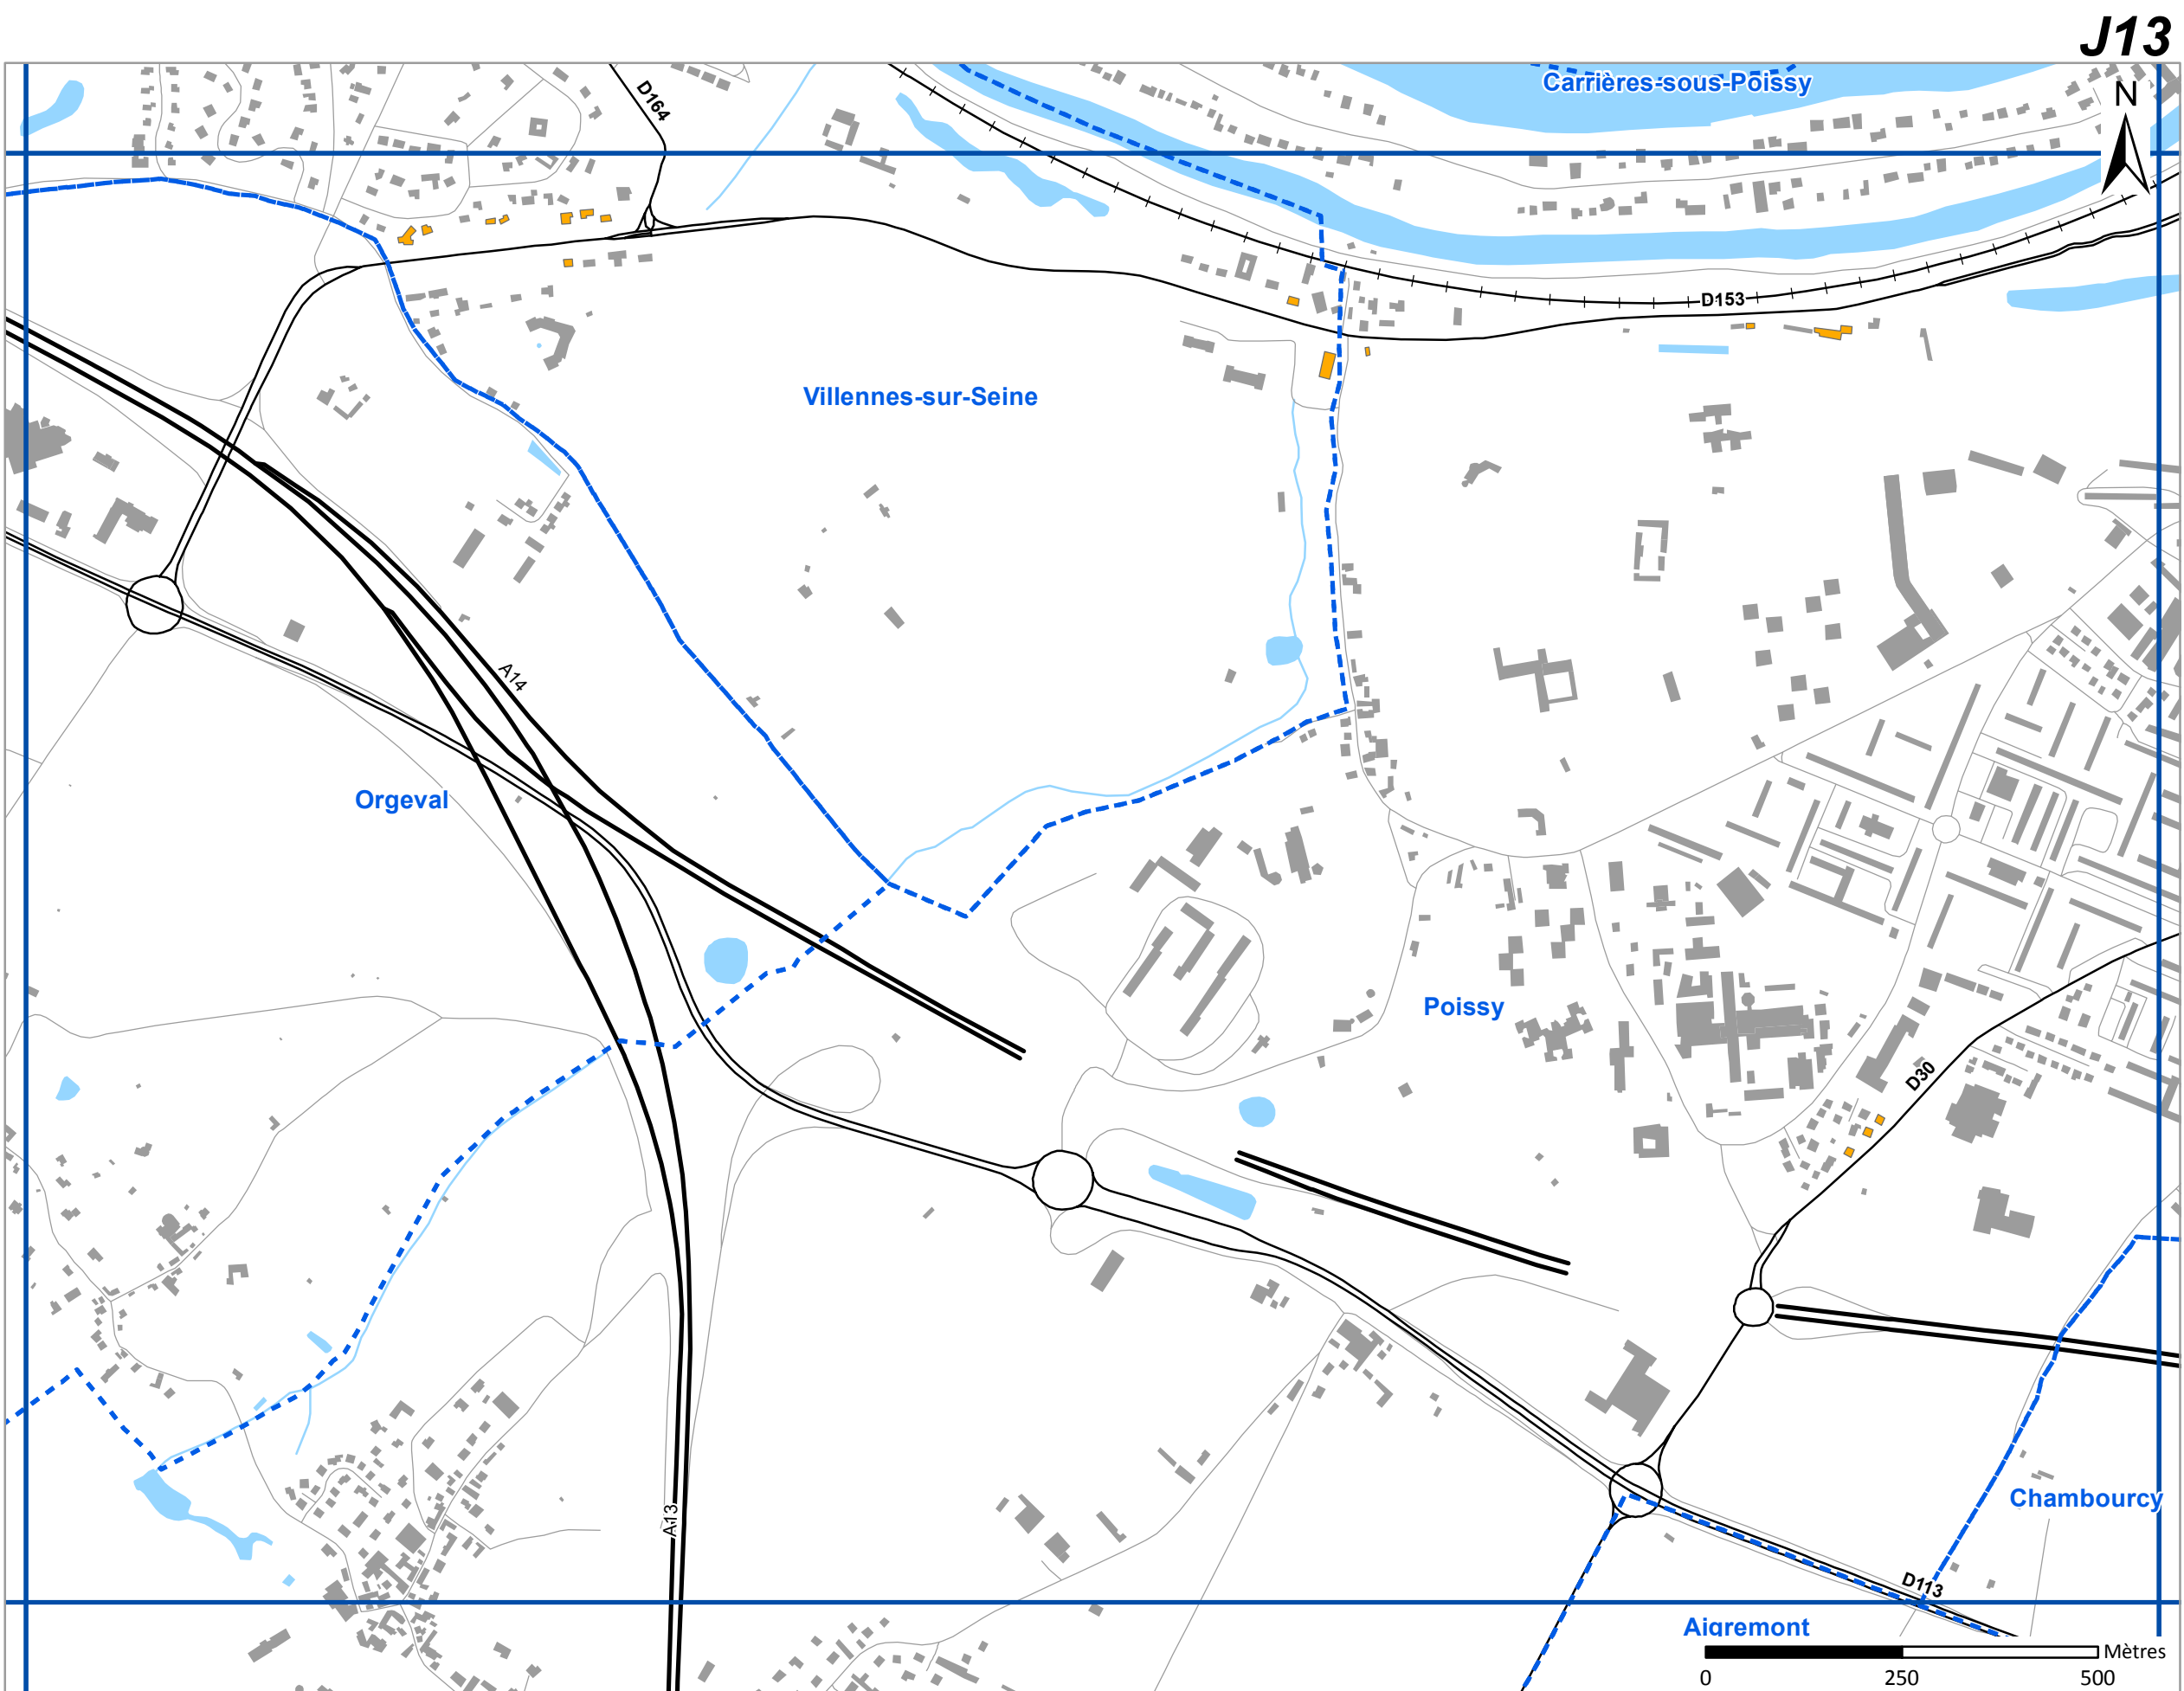 J13
Carrières-sous-Poissy
N
D164
D153
Villennes-sur-Seine
A14
Orgeval
Poissy
D30
Chambourcy
A13
D113
Aigremont
Mètres
0 250 500